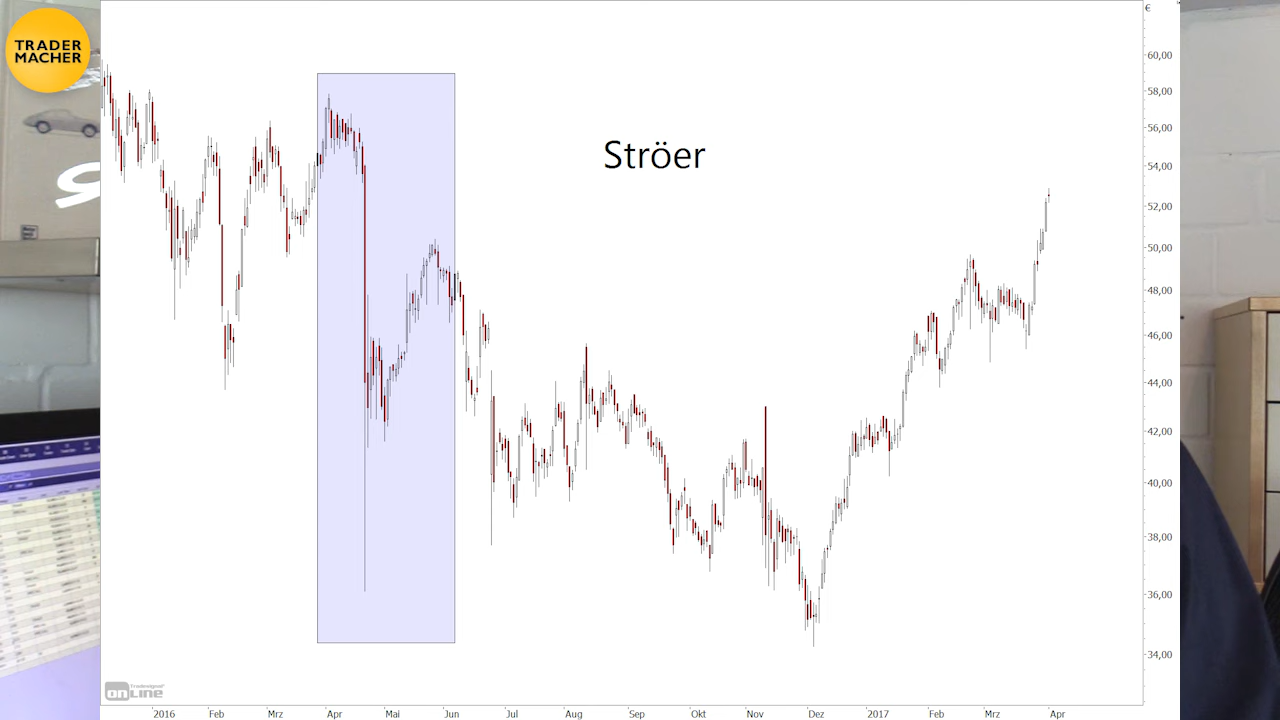 TRADER
MACHER
Ströer
€
60,00
58,00
56,00
54,00
52,00
50,00
48,00
46,00
44,00
42,00
40,00
38,00
36,00
34,00
Tradesignal
ONLINE
2016 Feb Mrz Apr Mai Jun Jul Aug Sep Okt Nov Dez 2017 Feb Mrz Apr